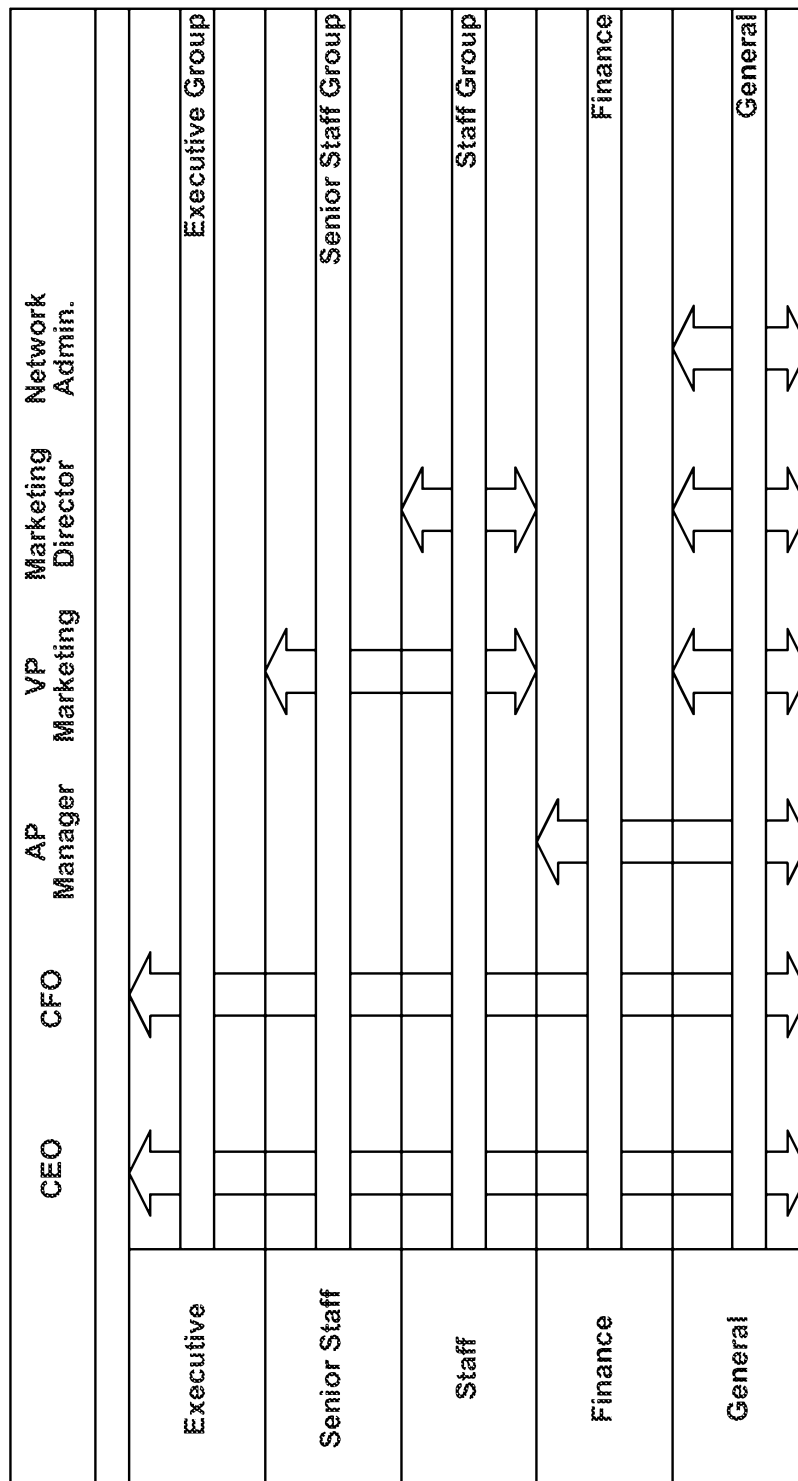 CEO
CFO
AP
Manager
VP
Marketing
Marketing
Director
Network
Admin.
Executive
Executive Group
Senior Staff
Senior Staff Group
Staff
Staff Group
Finance
Finance
General
General